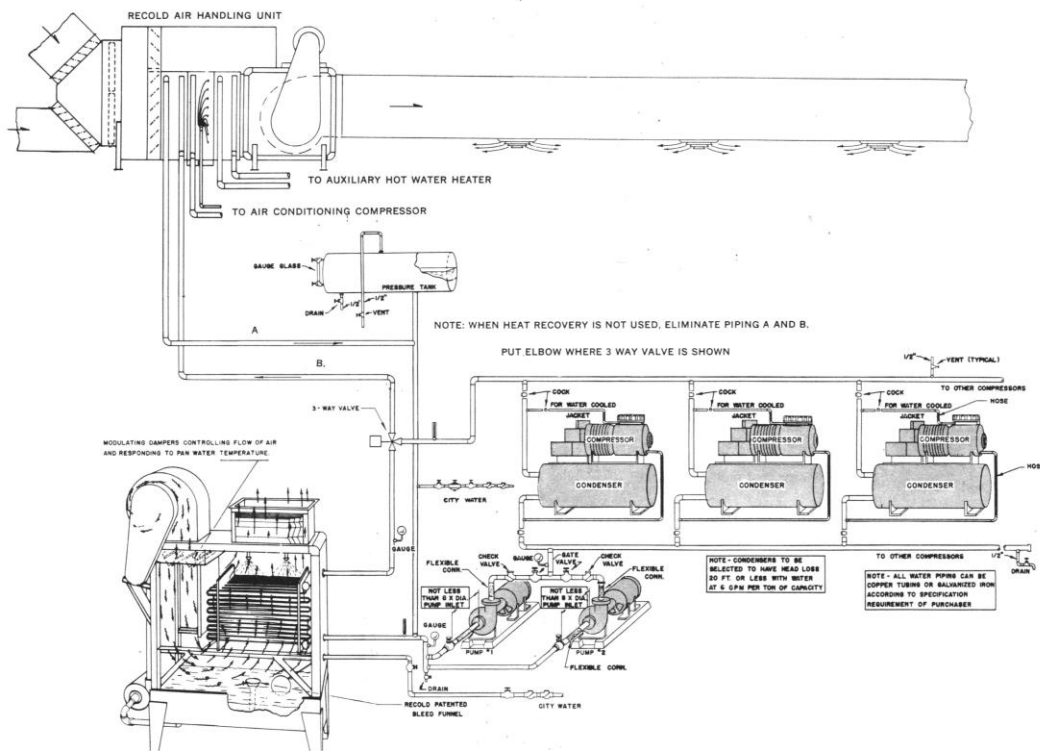 RECOLD AIR HANDLING UNIT
TO AUXILIARY HOT WATER HEATER
TO AIR CONDITIONING COMPRESSOR
GAUGE GLASS
PRESSURE TANK
DRAIN
1/2"
1/2"
VENT
A
B.
NOTE: WHEN HEAT RECOVERY IS NOT USED, ELIMINATE PIPING A AND B.
PUT ELBOW WHERE 3 WAY VALVE IS SHOWN
1/2"
VENT (TYPICAL)
TO OTHER COMPRESSORS
COCK
COCK
COCK
FOR WATER COOLED
JACKET
FOR WATER COOLED
JACKET
FOR WATER COOLED
JACKET
HOSE
3-WAY VALVE
COMPRESSOR
COMPRESSOR
COMPRESSOR
CONDENSER
CONDENSER
CONDENSER
HOSE
MODULATING DAMPERS CONTROLLING FLOW OF AIR
AND RESPONDING TO PAN WATER TEMPERATURE.
CITY WATER
GAUGE
FLEXIBLE
CONN.
CHECK
VALVE
GAUGE
GATE
VALVE
CHECK
VALVE
FLEXIBLE
CONN.
TO OTHER COMPRESSORS
1/2"
DRAIN
NOTE - CONDENSERS TO BE
SELECTED TO HAVE HEAD LOSS
20 FT. OR LESS WITH WATER
AT 6 GPM PER TON OF CAPACITY
NOTE - ALL WATER PIPING CAN BE
COPPER TUBING OR GALVANIZED IRON
ACCORDING TO SPECIFICATION
REQUIREMENT OF PURCHASER
NOT LESS
THAN 8 X DIA.
PUMP INLET
NOT LESS
THAN 8 X DIA.
PUMP INLET
GAUGE
PUMP #1
PUMP #2
FLEXIBLE CONN.
DRAIN
CITY WATER
RECOLD PATENTED
BLEED FUNNEL